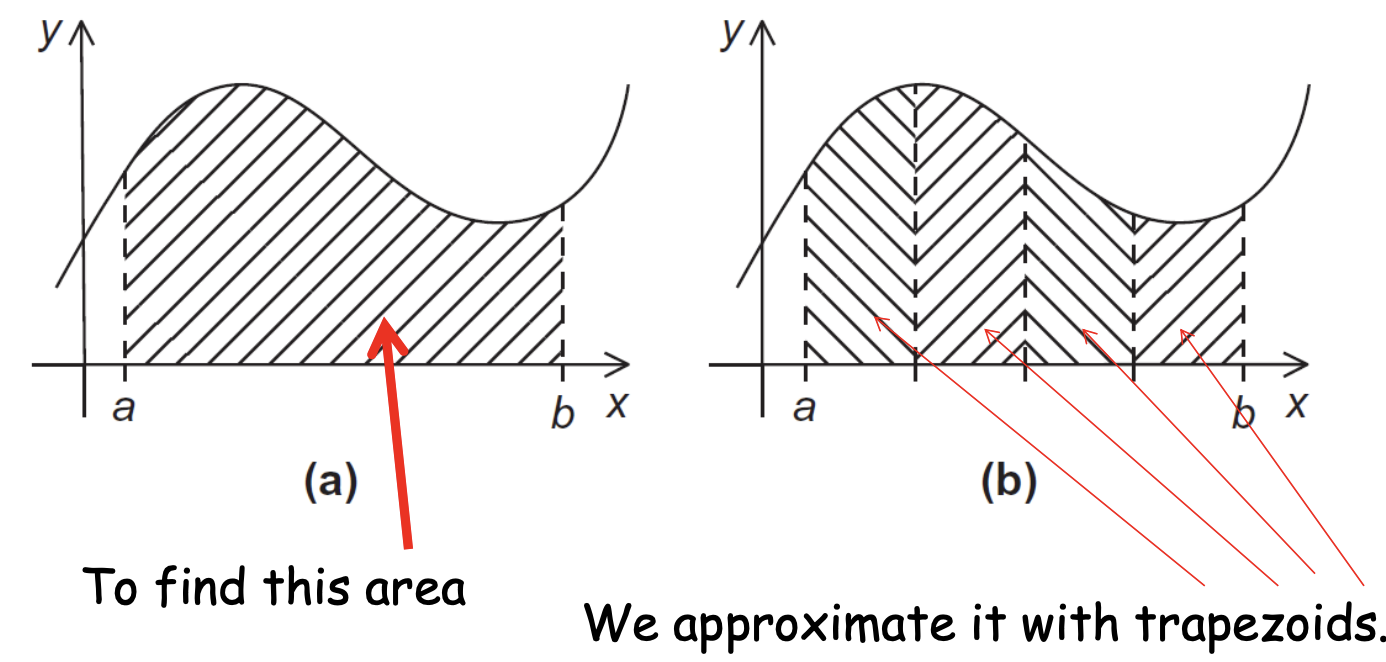 y
a
b
x
(a)
To find this area
y
a
b
x
(b)
We approximate it with trapezoids.